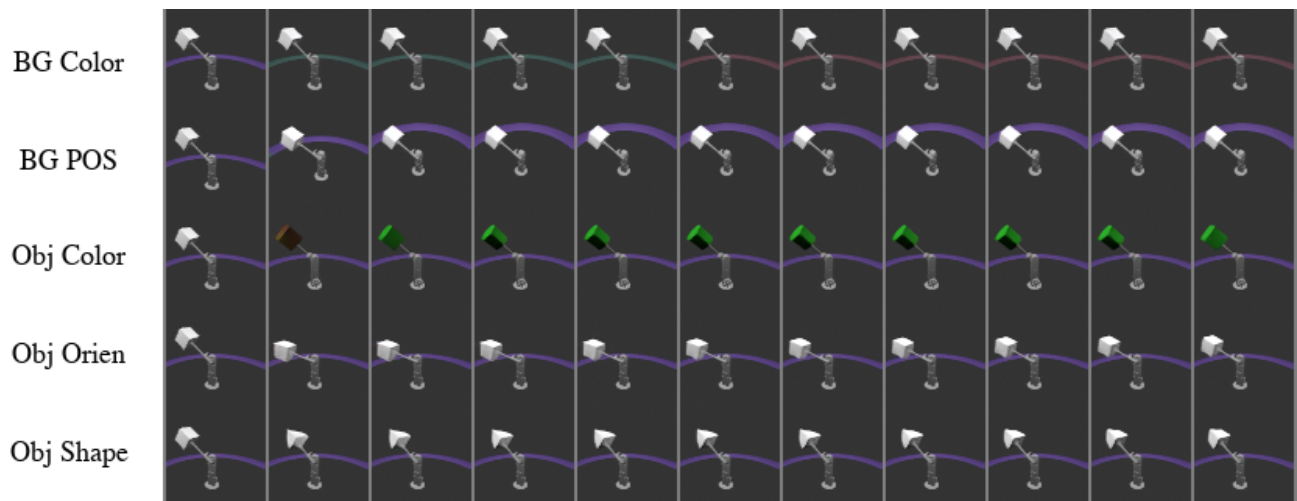 BG Color
BG POS
Obj Color
Obj Orien
Obj Shape